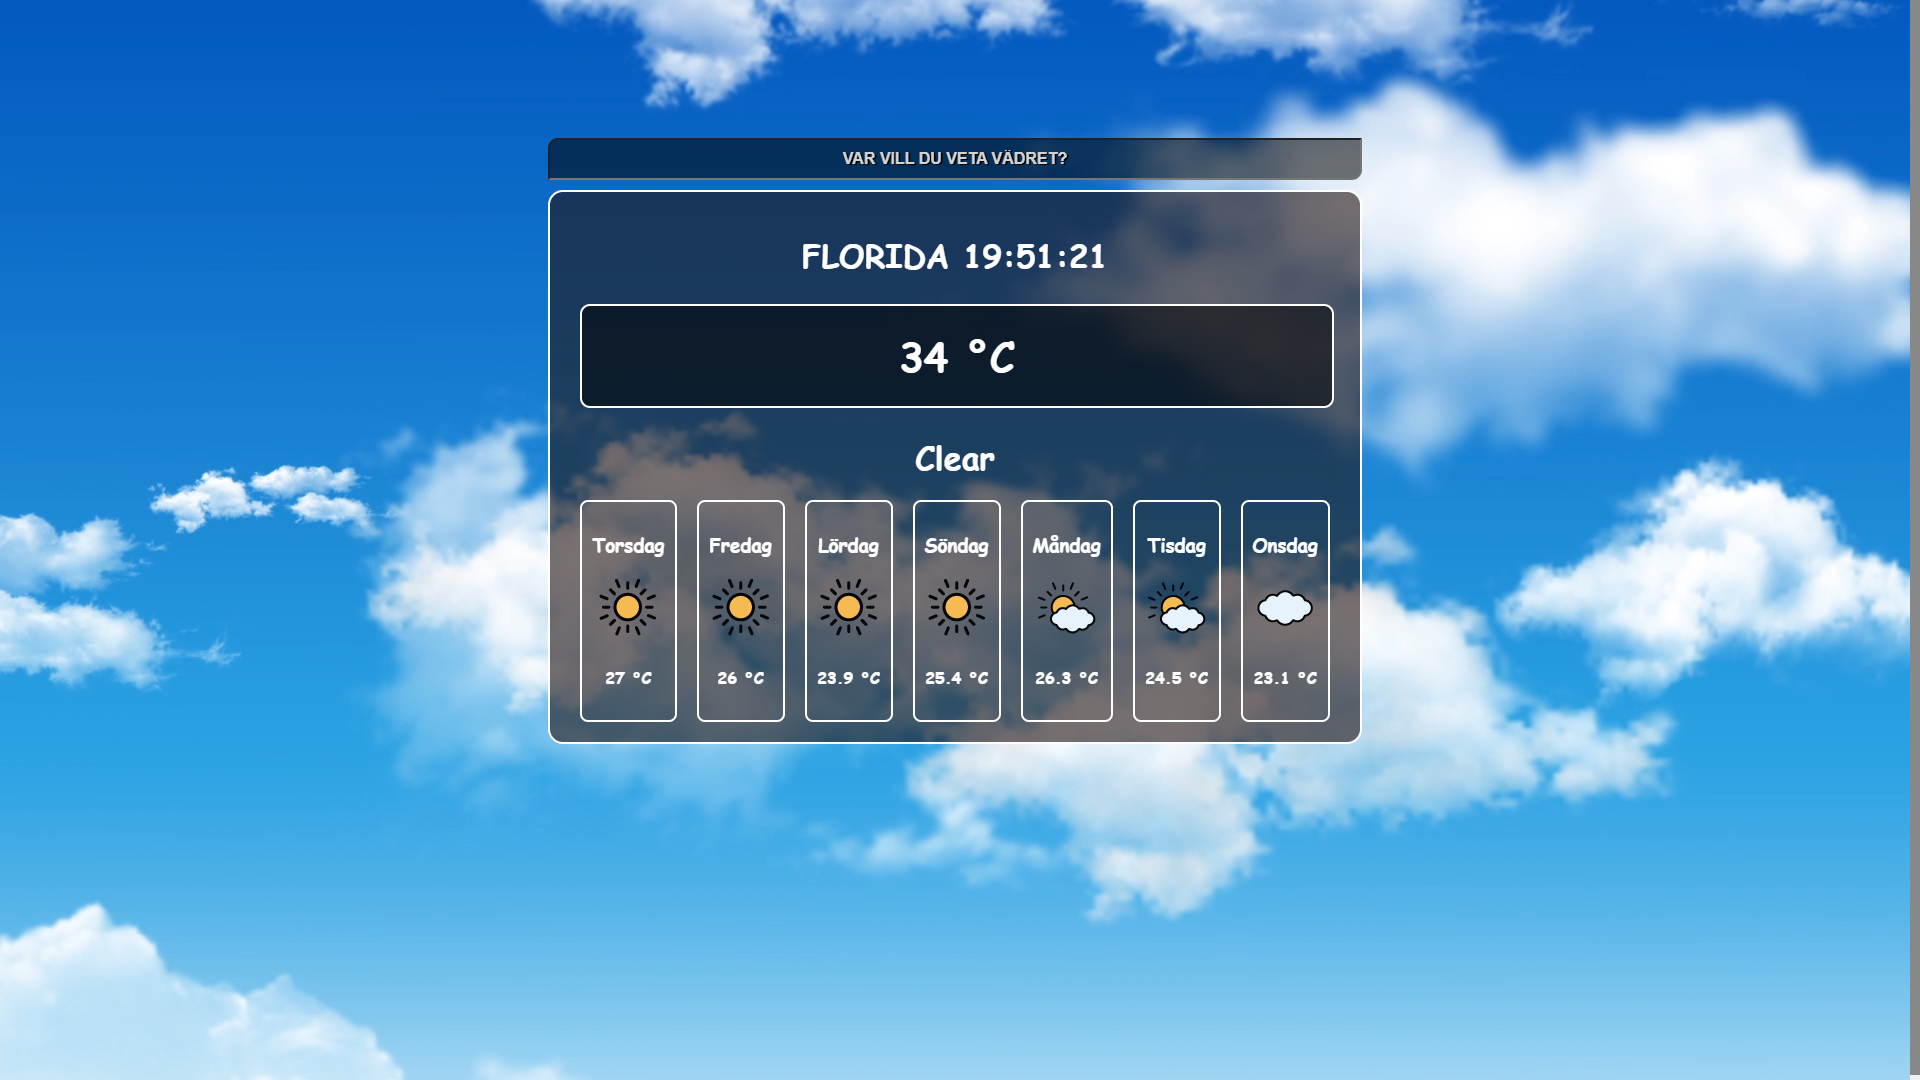 VAR VILL DU VETA VÄDRET?
FLORIDA 19:51:21
34 °C
Clear
Torsdag Fredag Lördag Söndag Måndag Tisdag Onsdag
27 °C 26 °C 23.9 °C 25.4 °C 26.3 °C 24.5 °C 23.1 °C